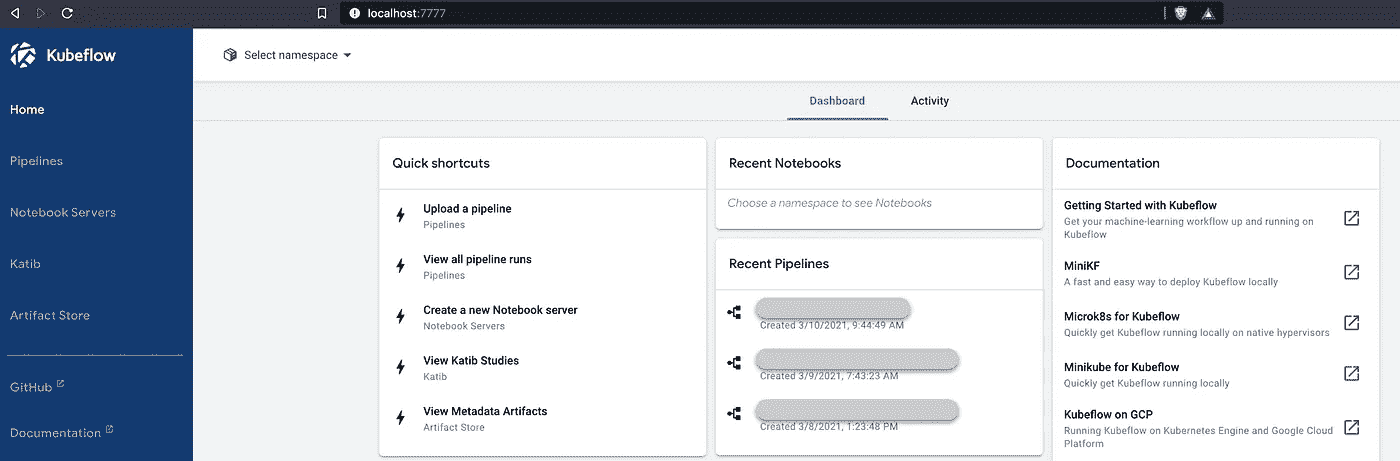 localhost:7777
Kubeflow
Select namespace
Home
Pipelines
Notebook Servers
Katib
Artifact Store
GitHub
Documentation
Dashboard
Activity
Quick shortcuts
Upload a pipeline
Pipelines
View all pipeline runs
Pipelines
Create a new Notebook server
Notebook Servers
View Katib Studies
Katib
View Metadata Artifacts
Artifact Store
Recent Notebooks
Choose a namespace to see Notebooks
Recent Pipelines
Created 3/10/2021, 9:44:49 AM
Created 3/9/2021, 7:43:23 AM
Created 3/8/2021, 1:23:48 PM
Documentation
Getting Started with Kubeflow
Get your machine-learning workflow up and running on
Kubeflow
MiniKF
A fast and easy way to deploy Kubeflow locally
Microk8s for Kubeflow
Quickly get Kubeflow running locally on native hypervisors
Minikube for Kubeflow
Quickly get Kubeflow running locally
Kubeflow on GCP
Running Kubeflow on Kubernetes Engine and Google Cloud
Platform